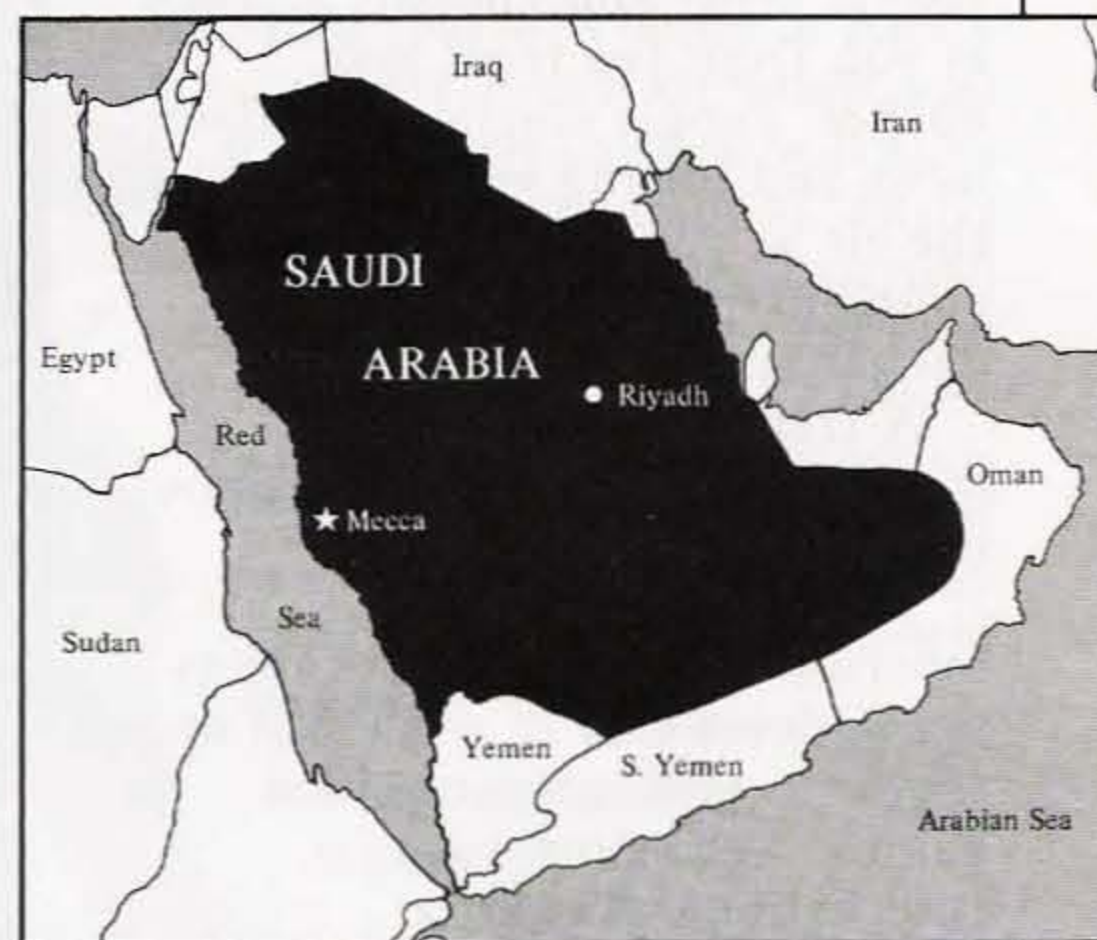 Iraq
Iran
SAUDI
ARABIA
Egypt
Riyadh
Red
Oman
Mecca
Sea
Sudan
Yemen
S. Yemen
Arabian Sea